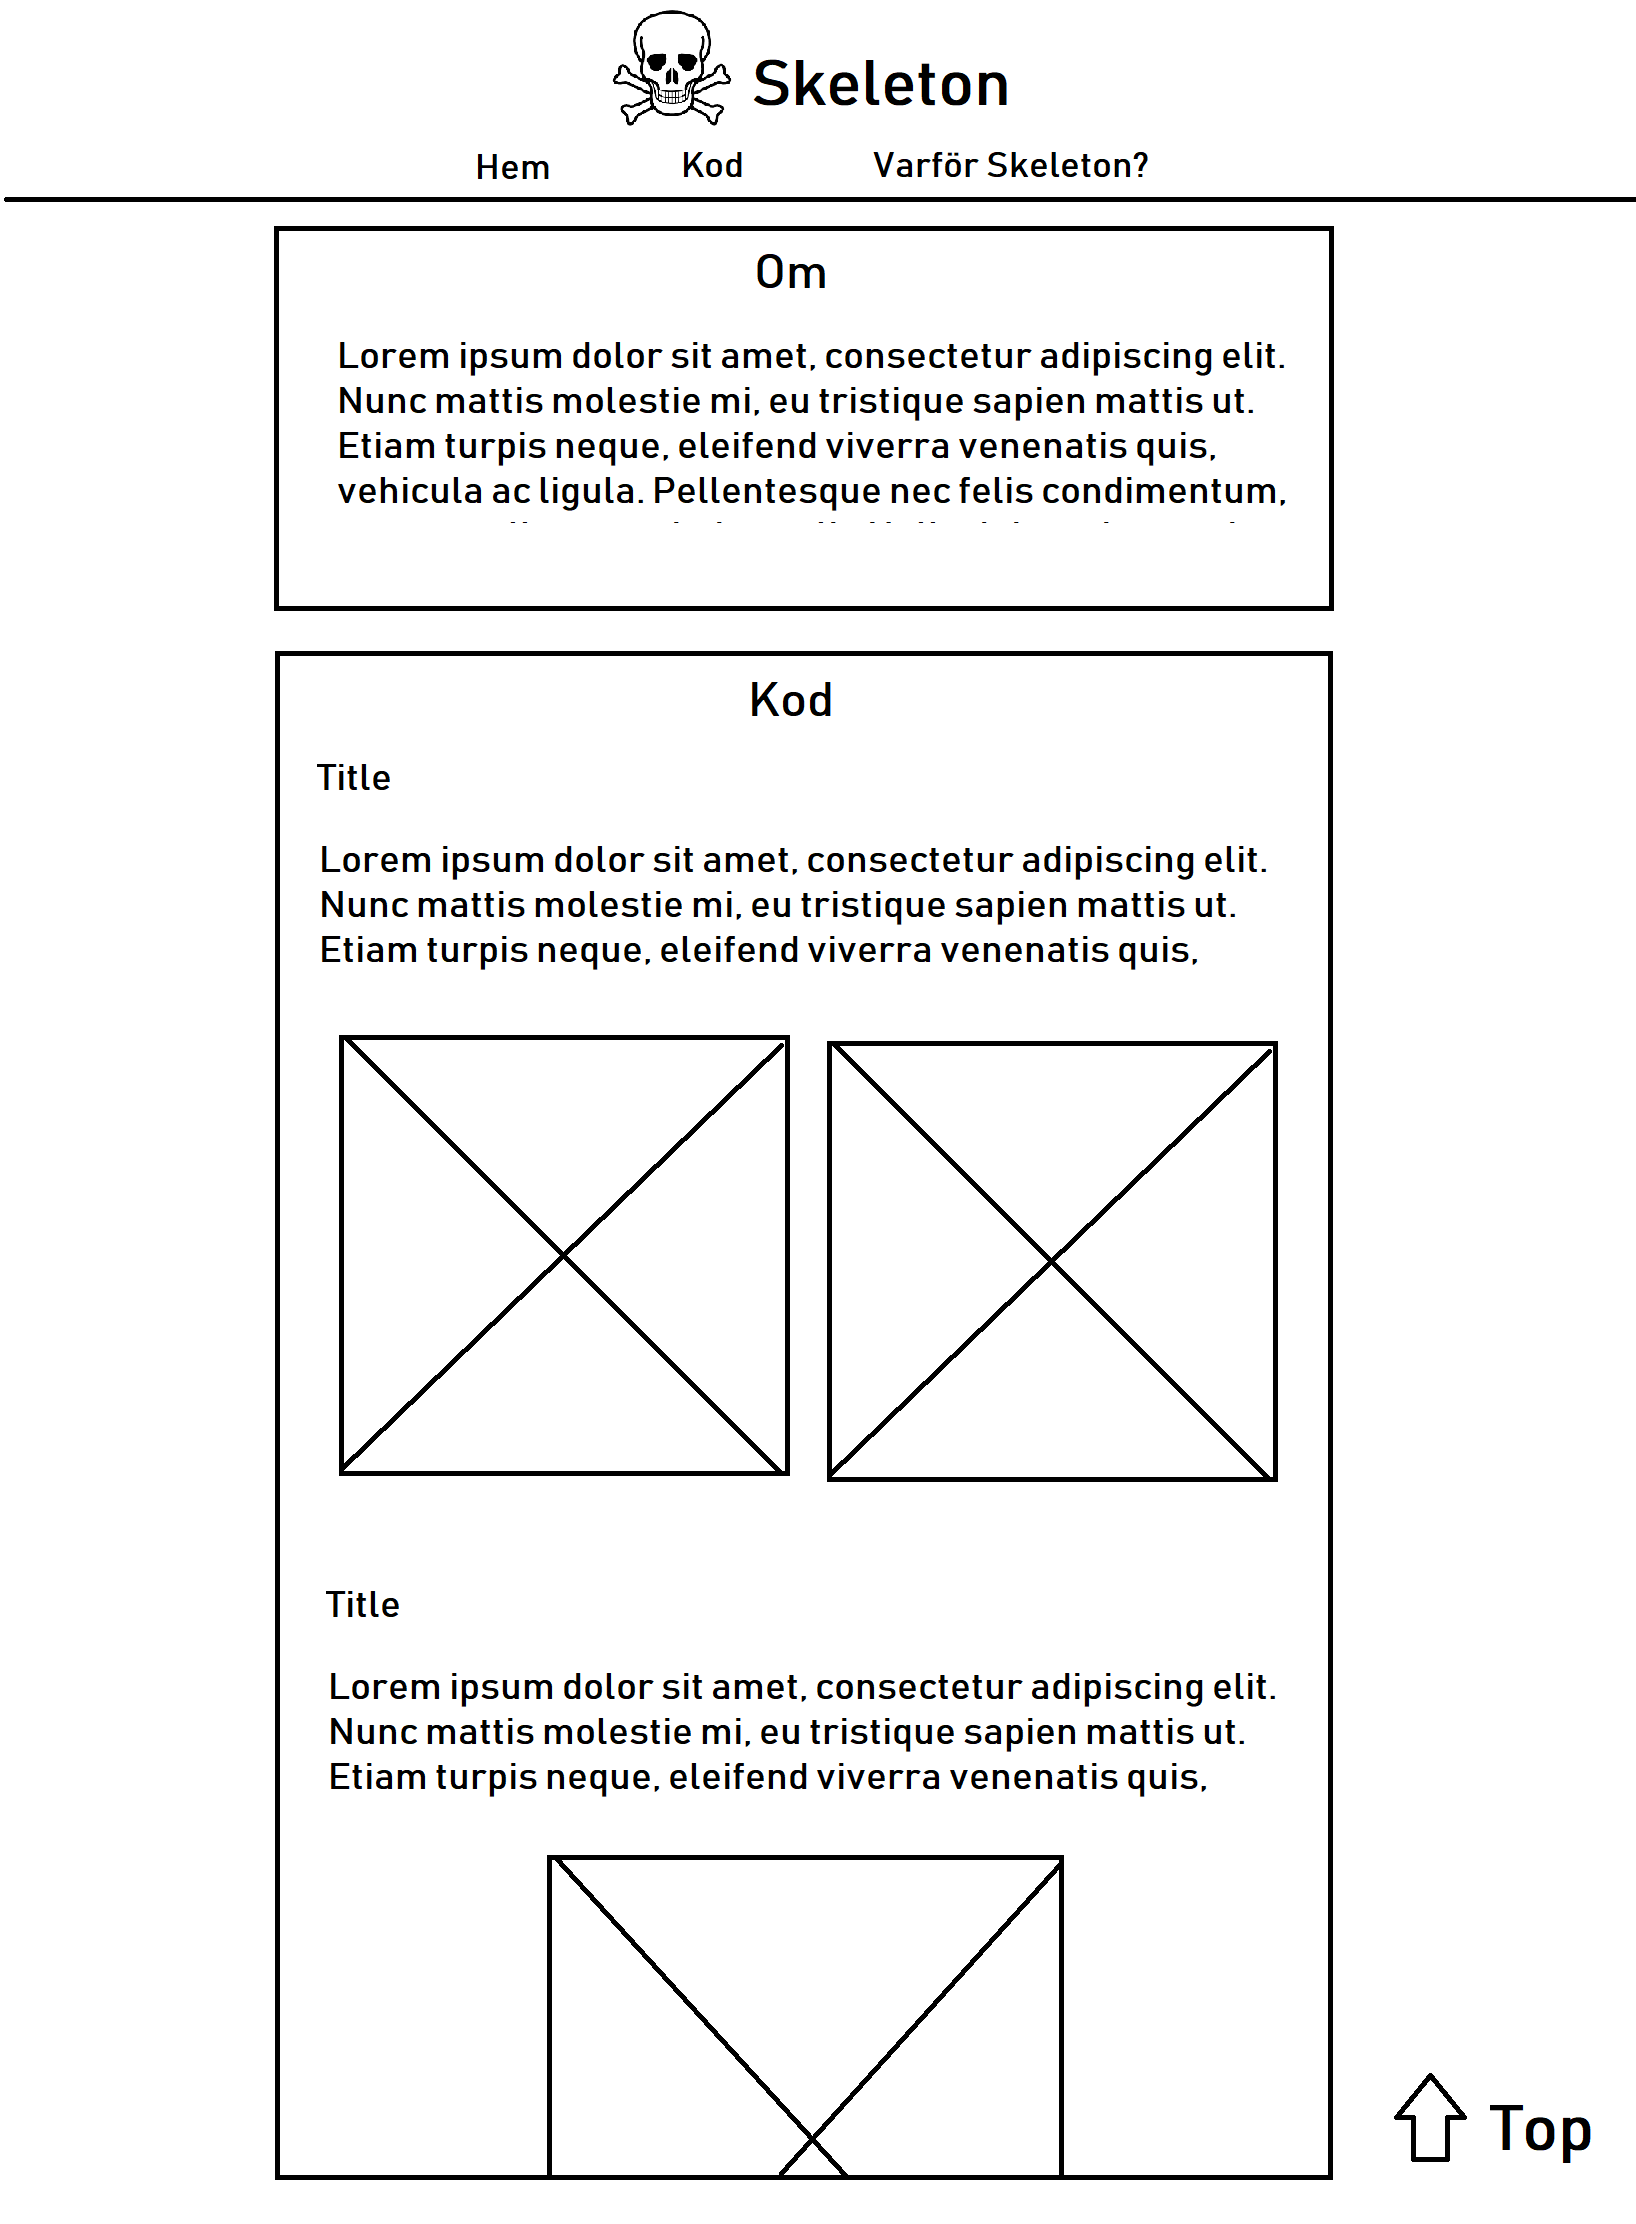 Skeleton
Hem Kod Varför Skeleton?
Om
Lorem ipsum dolor sit amet, consectetur adipiscing elit.
Nunc mattis molestie mi, eu tristique sapien mattis ut.
Etiam turpis neque, eleifend viverra venenatis quis,
vehicula ac ligula. Pellentesque nec felis condimentum,
Kod
Title
Lorem ipsum dolor sit amet, consectetur adipiscing elit.
Nunc mattis molestie mi, eu tristique sapien mattis ut.
Etiam turpis neque, eleifend viverra venenatis quis,
Title
Lorem ipsum dolor sit amet, consectetur adipiscing elit.
Nunc mattis molestie mi, eu tristique sapien mattis ut.
Etiam turpis neque, eleifend viverra venenatis quis,
Top